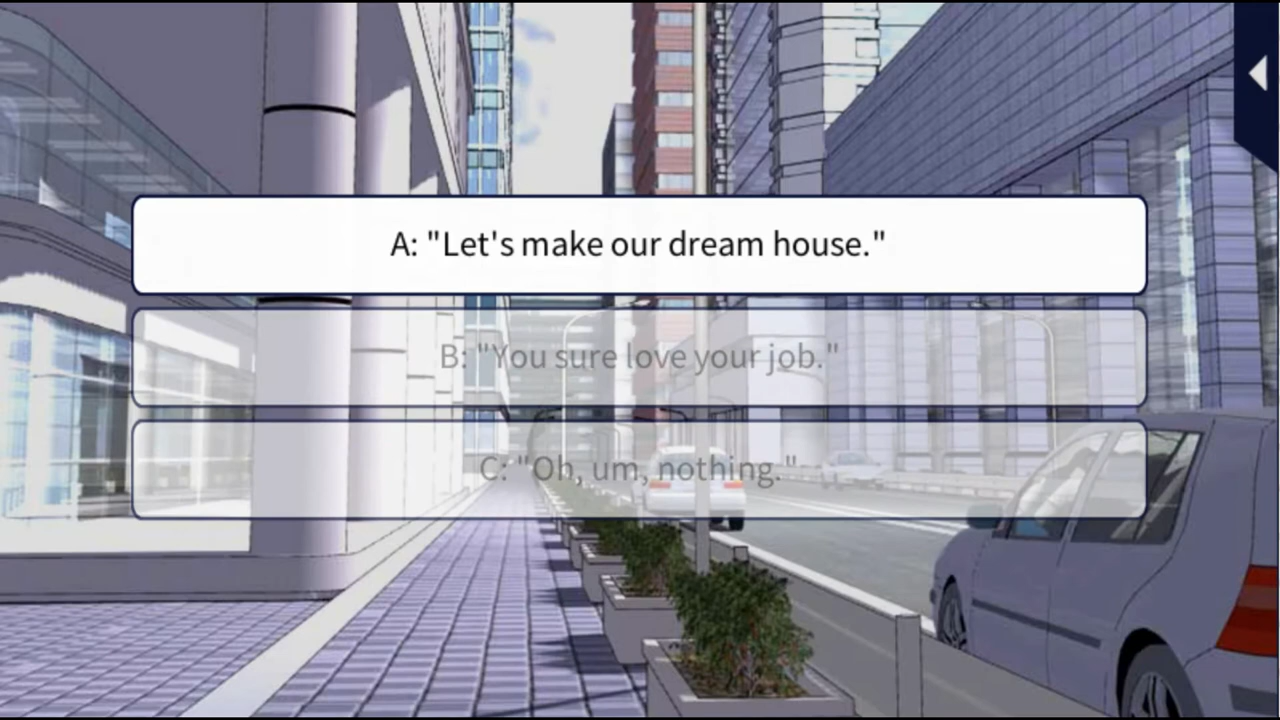 A: "Let's make our dream house."
B: "You sure love your job."
C: "Oh, um, nothing."